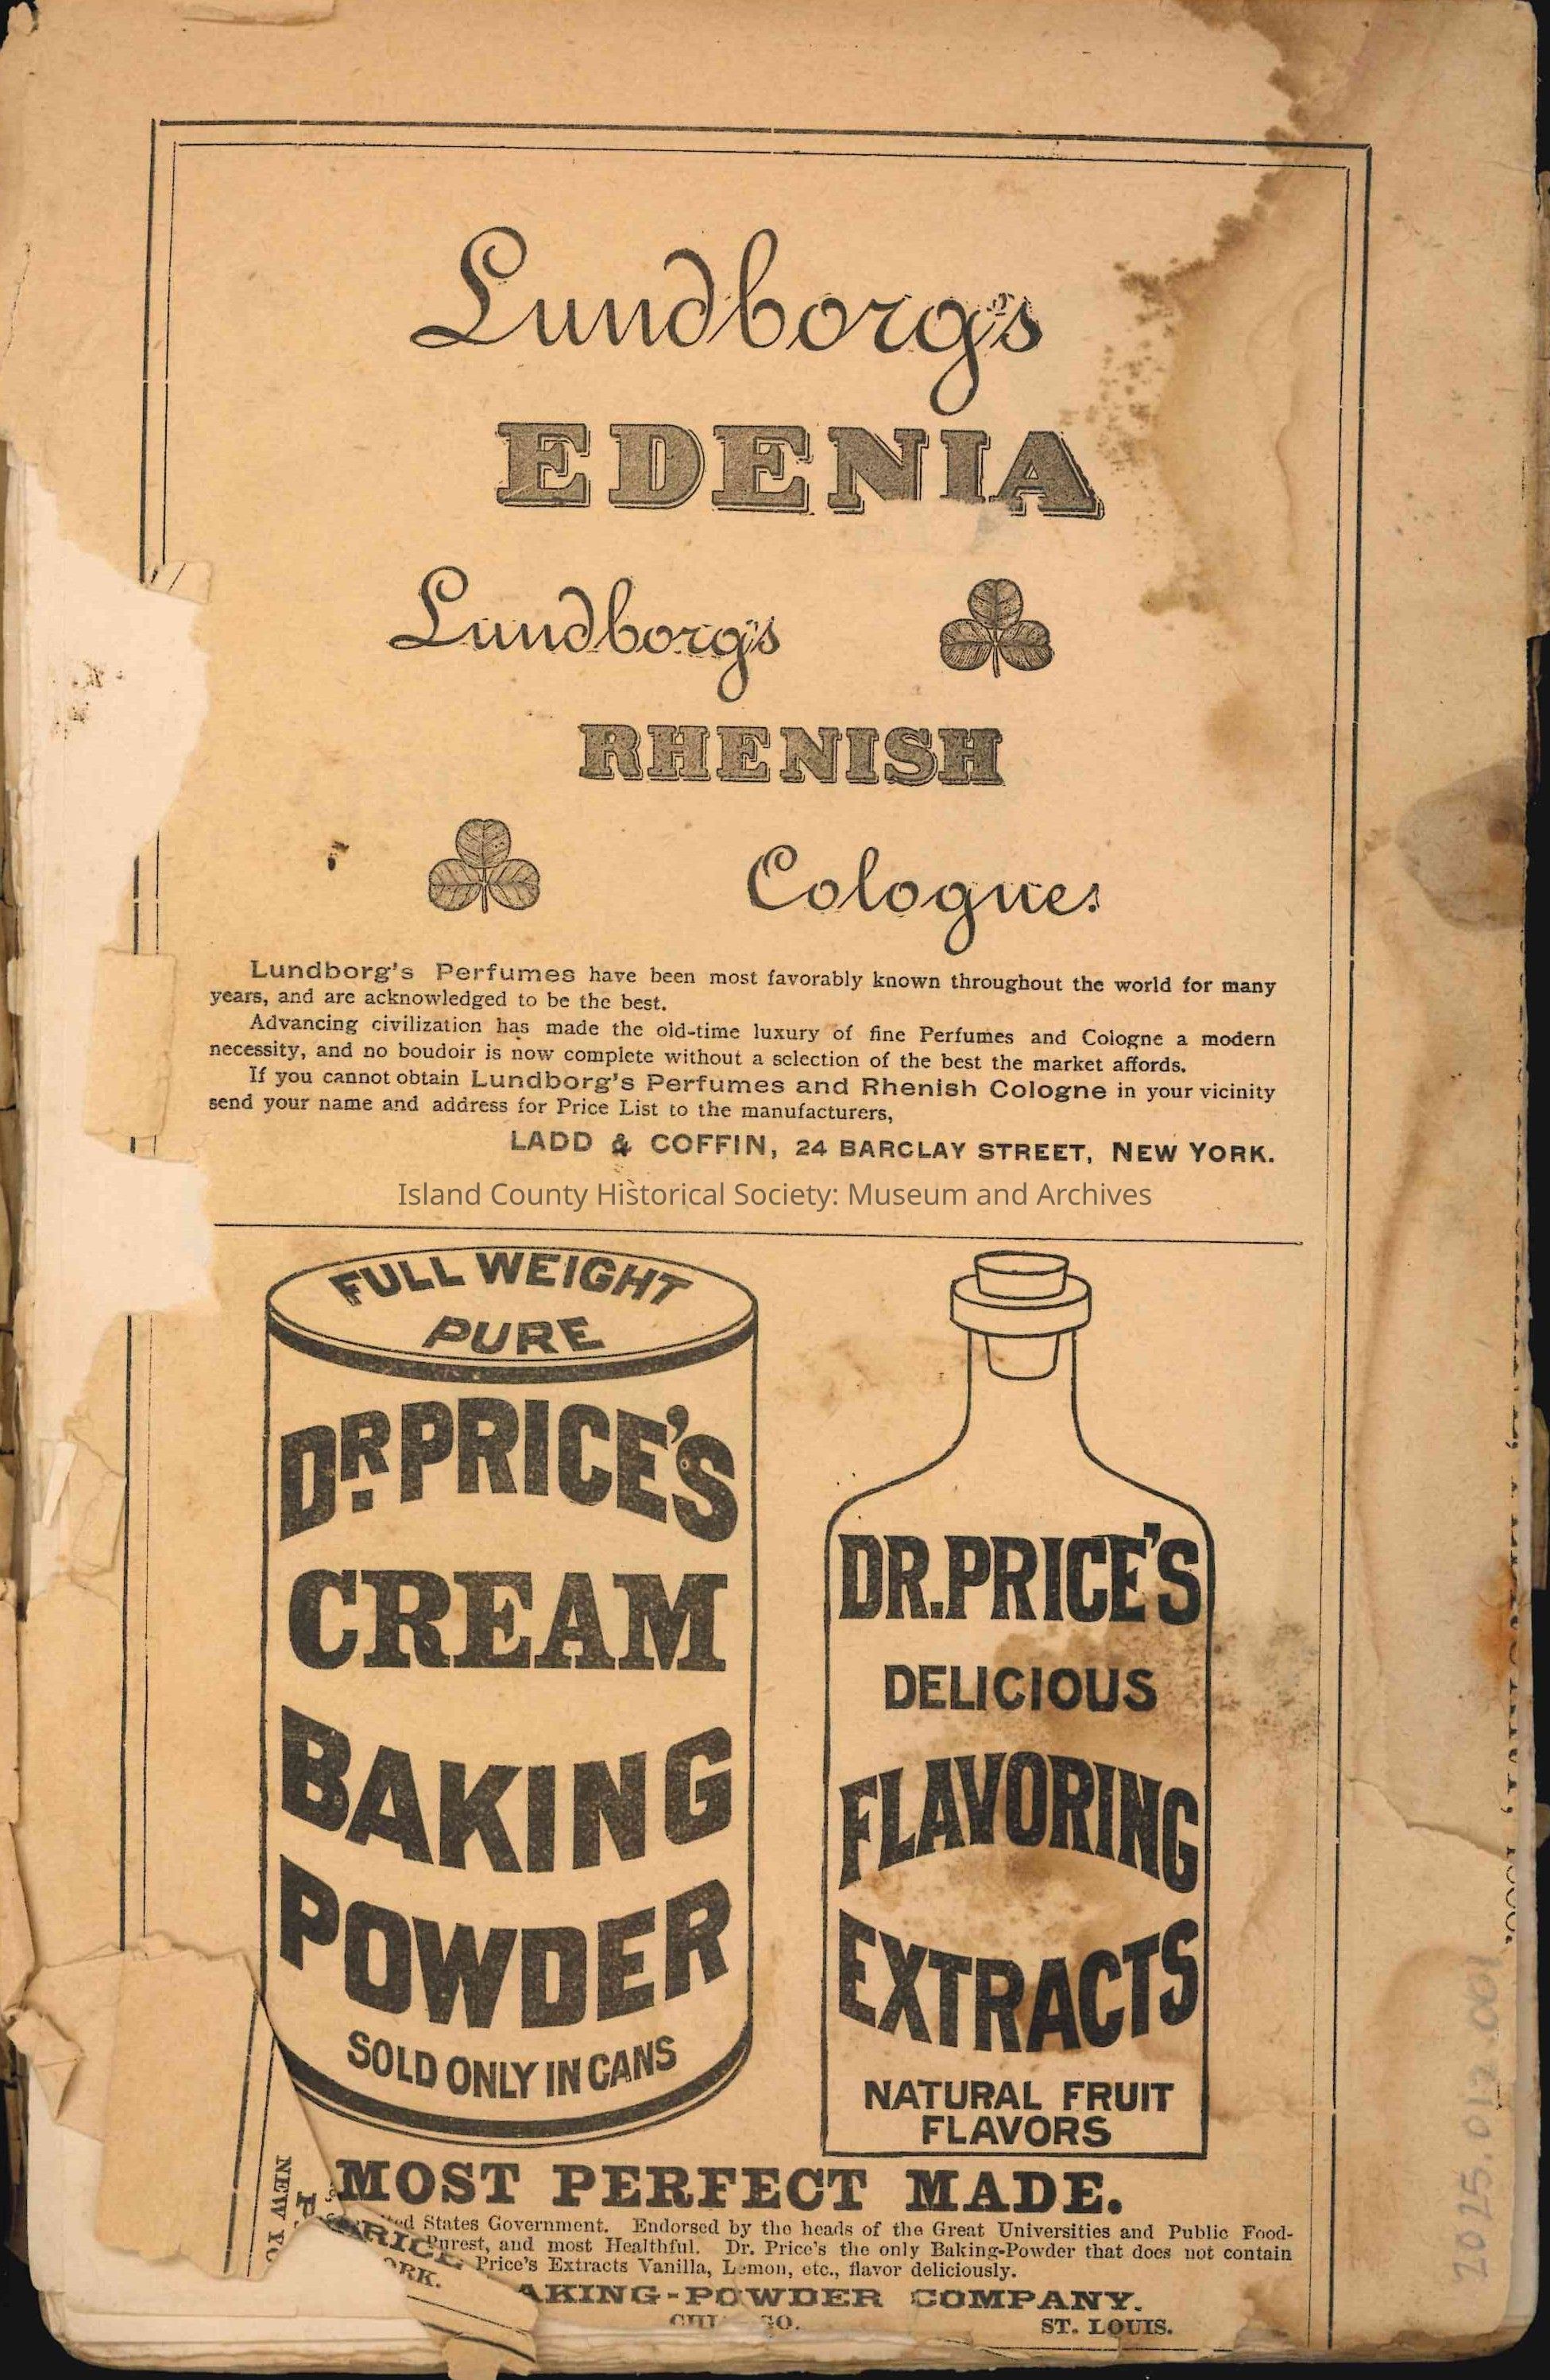 Lundborg's
EDENIA
Lundborg's
RHENISH
Cologne.
Lundborg's Perfumes have been most favorably known throughout the world for many
years, and are acknowledged to be the best.
Advancing civilization has made the old-time luxury of fine Perfumes and Cologne a modern
necessity, and no boudoir is now complete without a selection of the best the market affords.
If you cannot obtain Lundborg's Perfumes and Rhenish Cologne in your vicinity
send your name and address for Price List to the manufacturers,
LADD & COFFIN, 24 BARCLAY STREET, NEW YORK.
Island County Historical Society: Museum and Archives
FULL WEIGHT
PURE
DR. PRICE'S
CREAM
BAKING
POWDER
SOLD ONLY IN CANS
DR. PRICE'S
DELICIOUS
FLAVORING
EXTRACTS
NATURAL FRUIT
FLAVORS
MOST PERFECT MADE.
States Government. Endorsed by the heads of the Great Universities and Public Food-
Purest, and most Healthful. Dr. Price's the only Baking-Powder that does not contain
Price's Extracts Vanilla, Lemon, etc., flavor deliciously.
AKING-POWDER COMPANY.
ST. LOUIS.
NEW YO
RICE
ORK.
2025.012.001